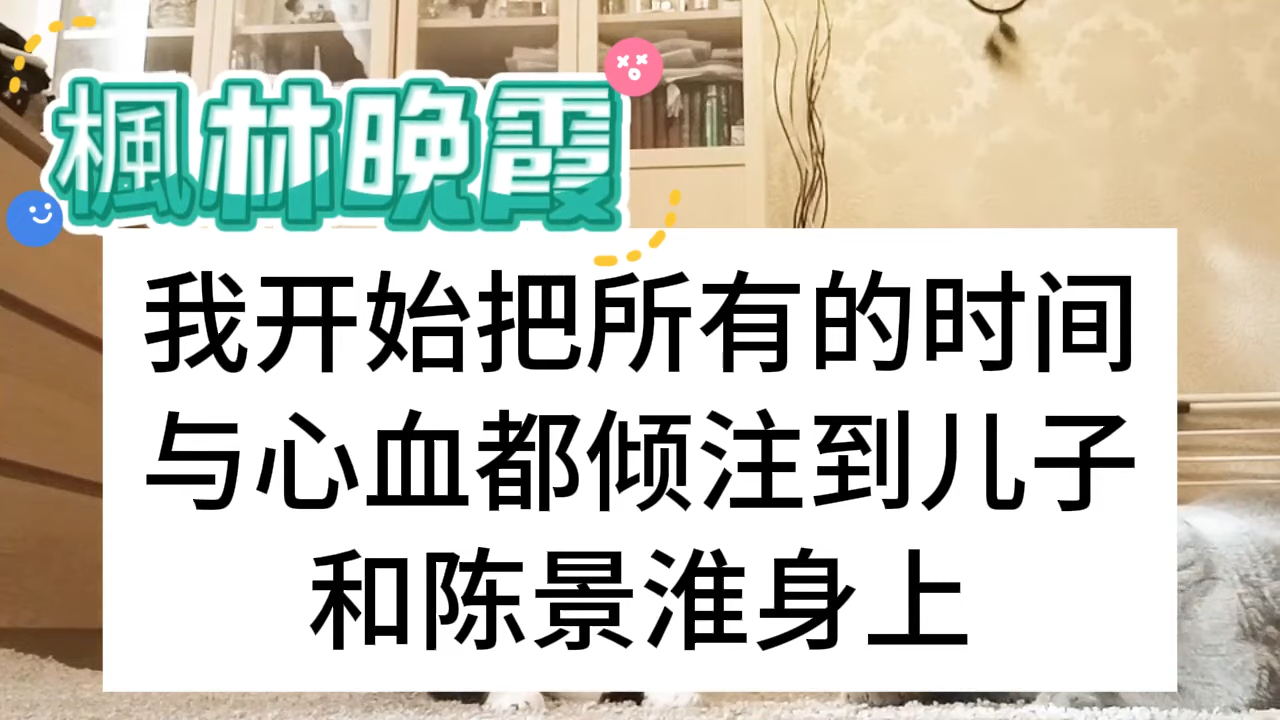 楓林晚霞
我开始把所有的时间
与心血都倾注到儿子
和陈景淮身上